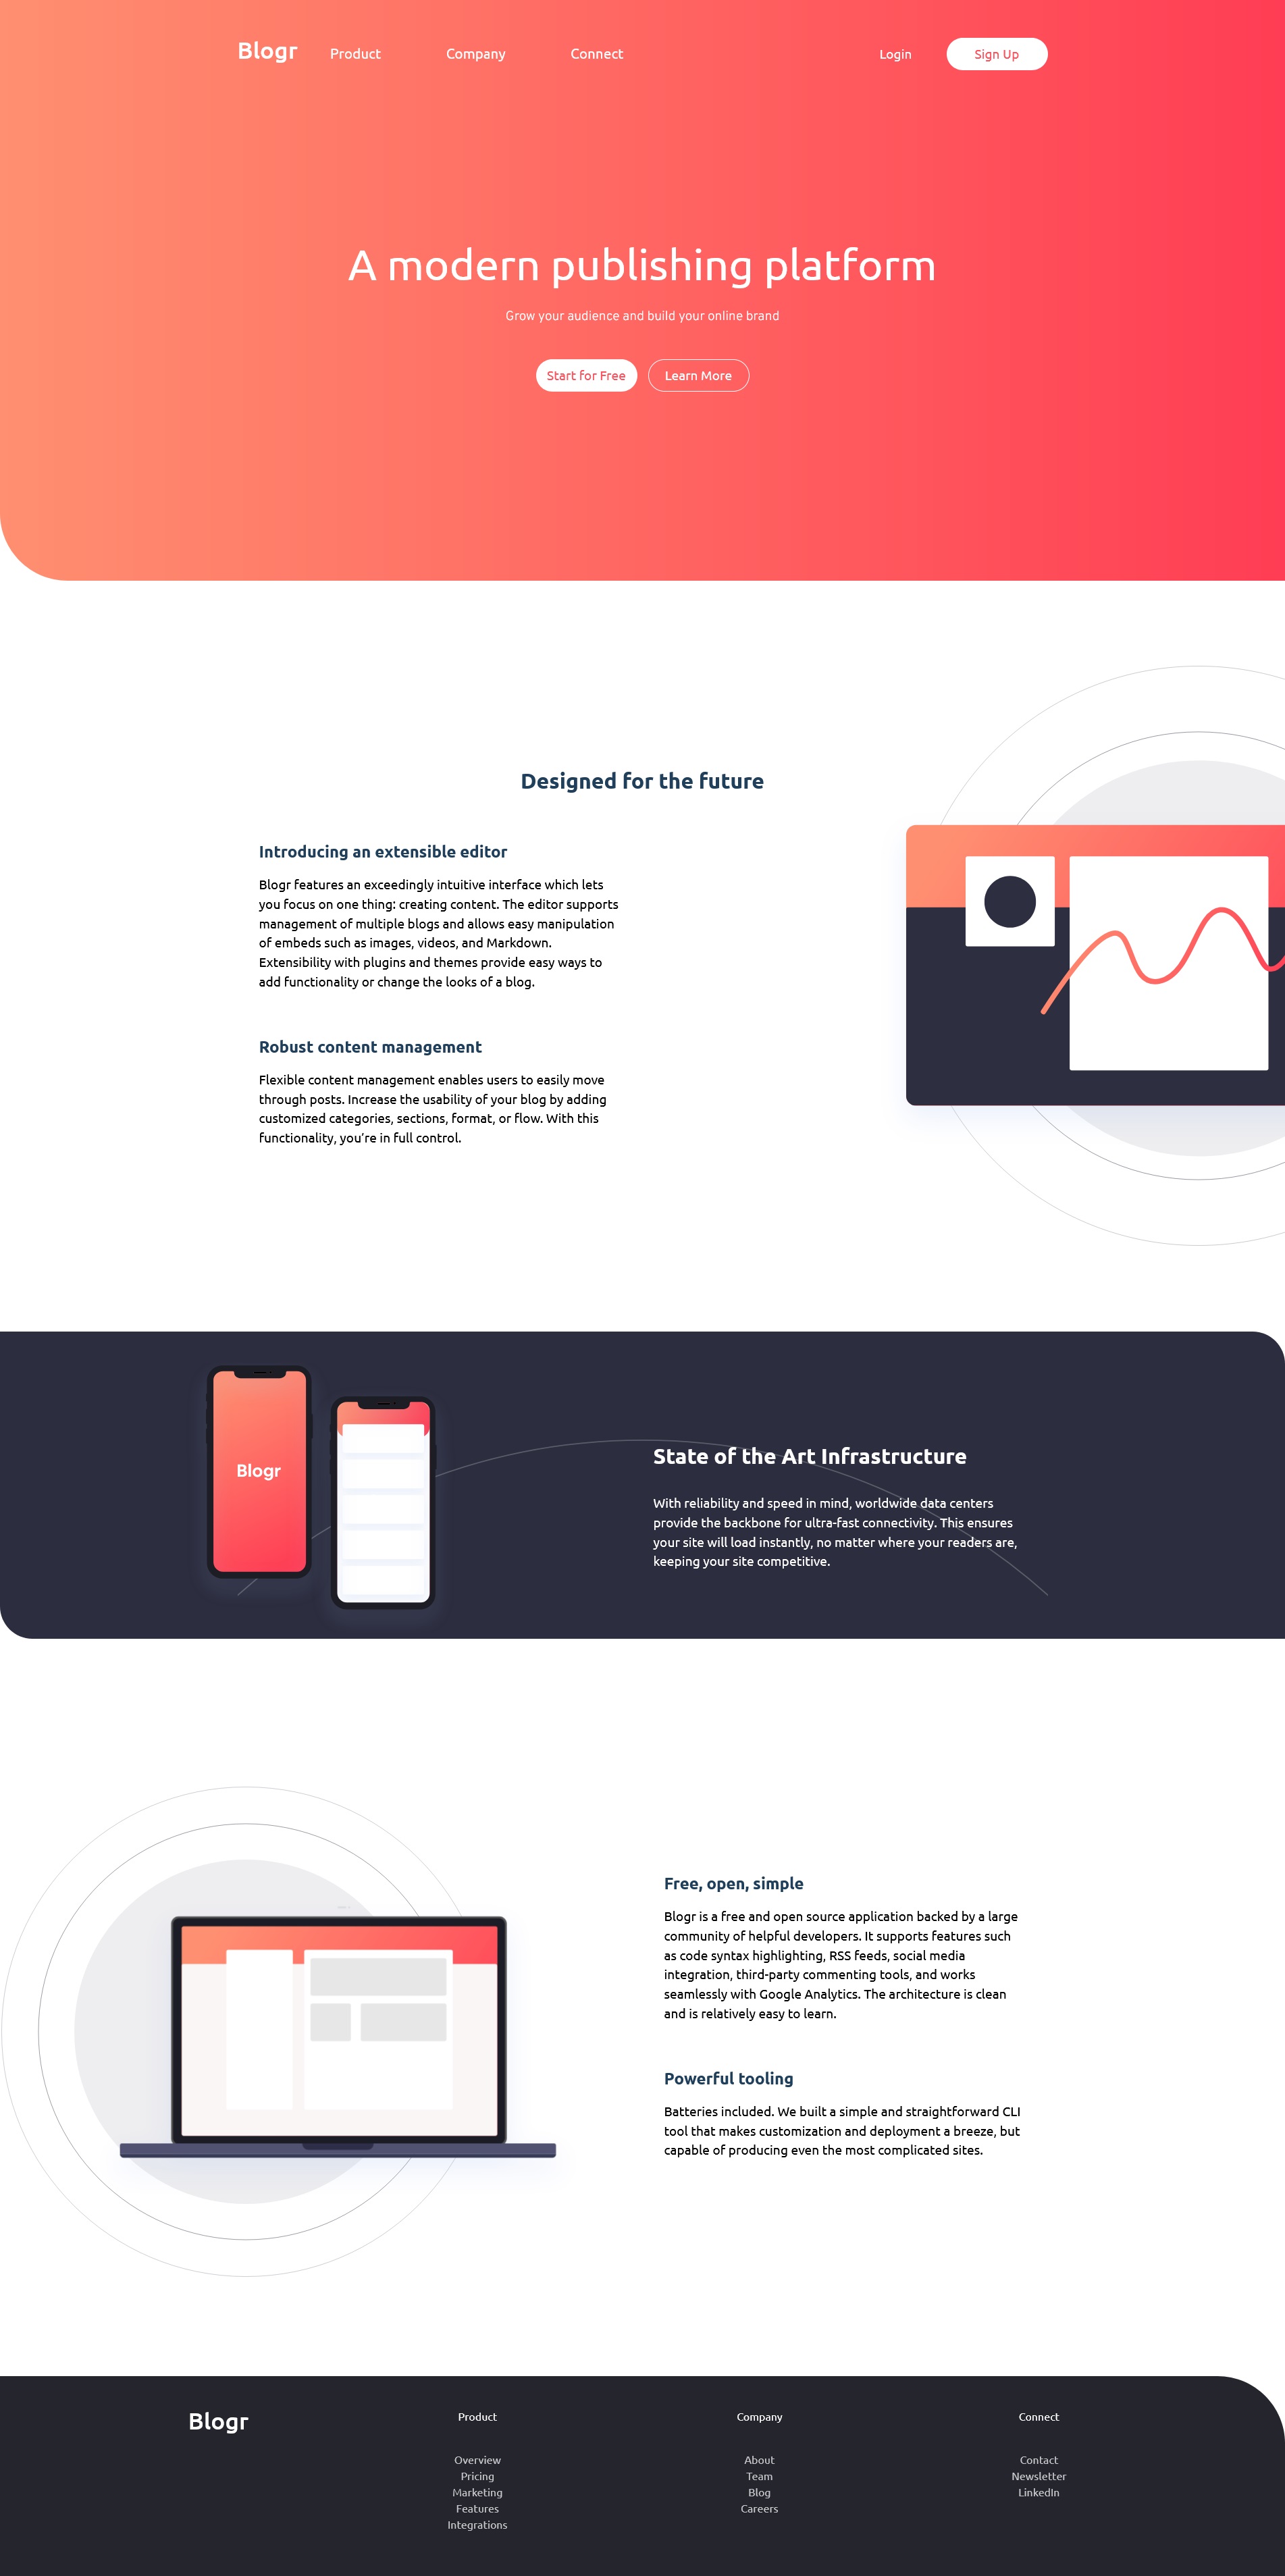 Blogr
Product
Company
Connect
Login
Sign Up
A modern publishing platform
Grow your audience and build your online brand
Start for Free
Learn More
Designed for the future
Introducing an extensible editor
Blogr features an exceedingly intuitive interface which lets
you focus on one thing: creating content. The editor supports
management of multiple blogs and allows easy manipulation
of embeds such as images, videos, and Markdown.
Extensibility with plugins and themes provide easy ways to
add functionality or change the looks of a blog.
Robust content management
Flexible content management enables users to easily move
through posts. Increase the usability of your blog by adding
customized categories, sections, format, or flow. With this
functionality, you’re in full control.
Blogr
State of the Art Infrastructure
With reliability and speed in mind, worldwide data centers
provide the backbone for ultra-fast connectivity. This ensures
your site will load instantly, no matter where your readers are,
keeping your site competitive.
Free, open, simple
Blogr is a free and open source application backed by a large
community of helpful developers. It supports features such
as code syntax highlighting, RSS feeds, social media
integration, third-party commenting tools, and works
seamlessly with Google Analytics. The architecture is clean
and is relatively easy to learn.
Powerful tooling
Batteries included. We built a simple and straightforward CLI
tool that makes customization and deployment a breeze, but
capable of producing even the most complicated sites.
Blogr
Product
Overview
Pricing
Marketing
Features
Integrations
Company
About
Team
Blog
Careers
Connect
Contact
Newsletter
LinkedIn